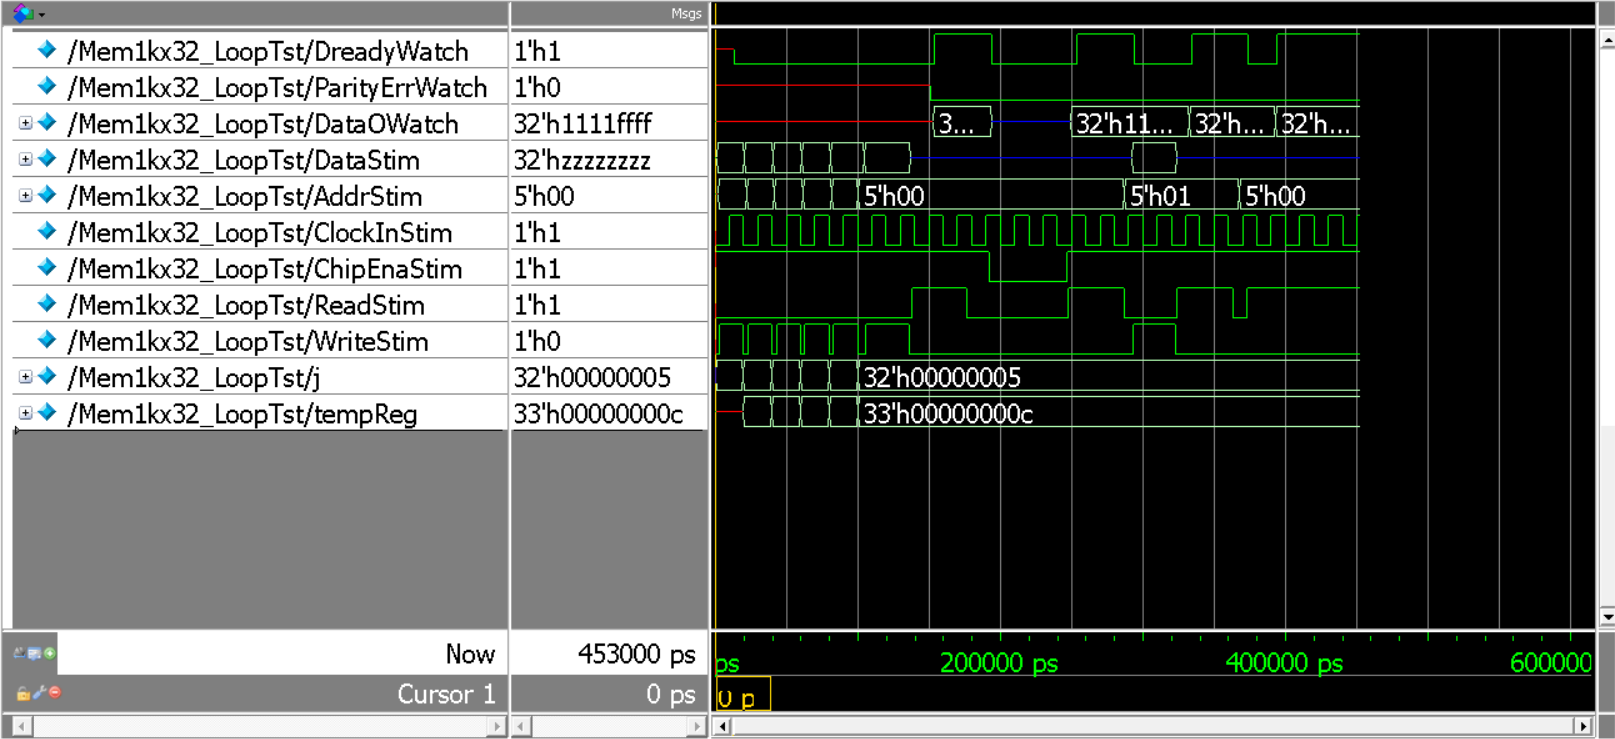 Msgs
/Mem1kx32_LoopTst/DreadyWatch 1'h1
/Mem1kx32_LoopTst/ParityErrWatch 1'h0
/Mem1kx32_LoopTst/DataOWatch 32'h1111ffff 3... 32'h11... 32'h... 32'h...
/Mem1kx32_LoopTst/DataStim 32'hzzzzzzzz
/Mem1kx32_LoopTst/AddrStim 5'h00 5'h00 5'h01 5'h00
/Mem1kx32_LoopTst/ClockInStim 1'h1
/Mem1kx32_LoopTst/ChipEnaStim 1'h1
/Mem1kx32_LoopTst/ReadStim 1'h1
/Mem1kx32_LoopTst/WriteStim 1'h0
/Mem1kx32_LoopTst/j 32'h00000005 32'h00000005
/Mem1kx32_LoopTst/tempReg 33'h00000000c 33'h00000000c
Now 453000 ps ps 200000 ps 400000 ps 600000
Cursor 1 0 ps 0 p